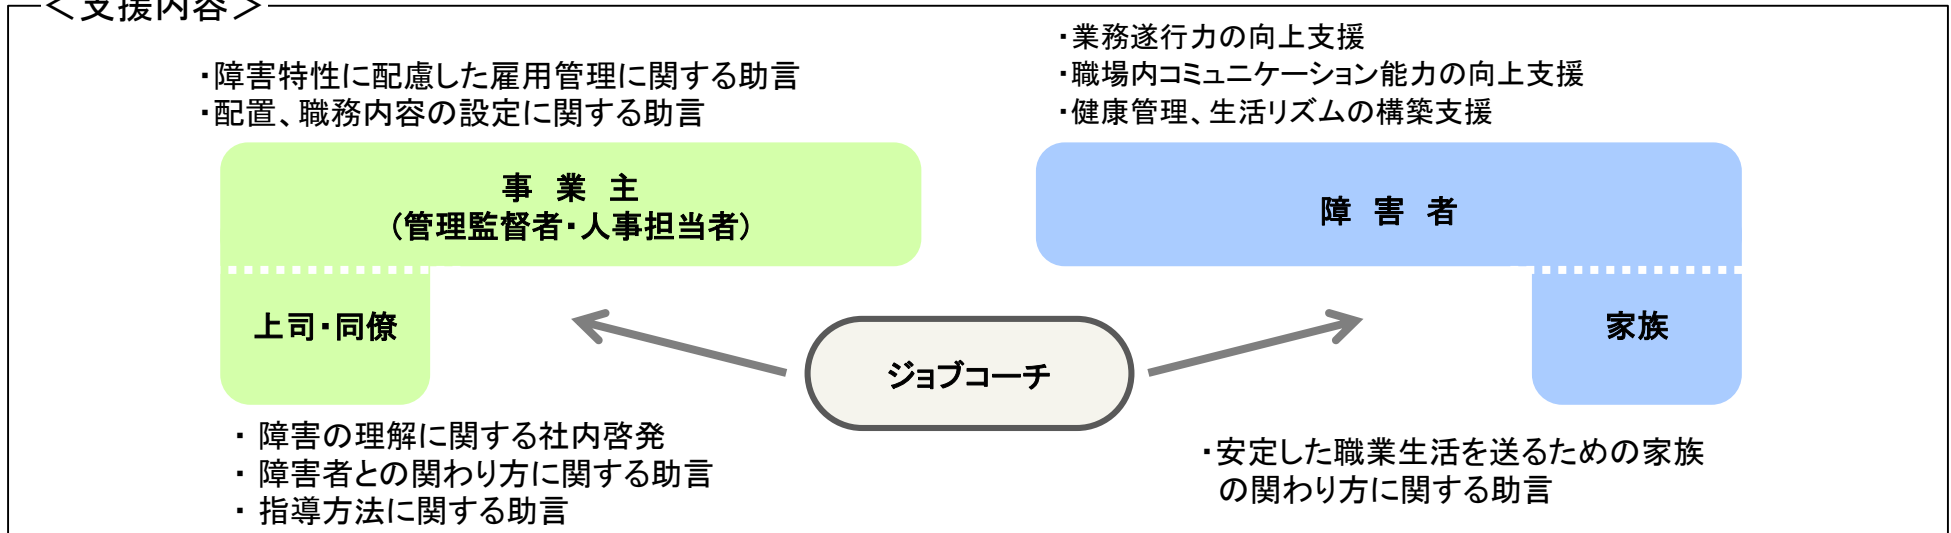 ＜支援内容＞
・障害特性に配慮した雇用管理に関する助言
・配置、職務内容の設定に関する助言
・業務遂行力の向上支援
・職場内コミュニケーション能力の向上支援
・健康管理、生活リズムの構築支援
事 業 主
(管理監督者・人事担当者)
障 害 者
上司・同僚
家族
ジョブコーチ
・ 障害の理解に関する社内啓発
・ 障害者との関わり方に関する助言
・ 指導方法に関する助言
・安定した職業生活を送るための家族
の関わり方に関する助言